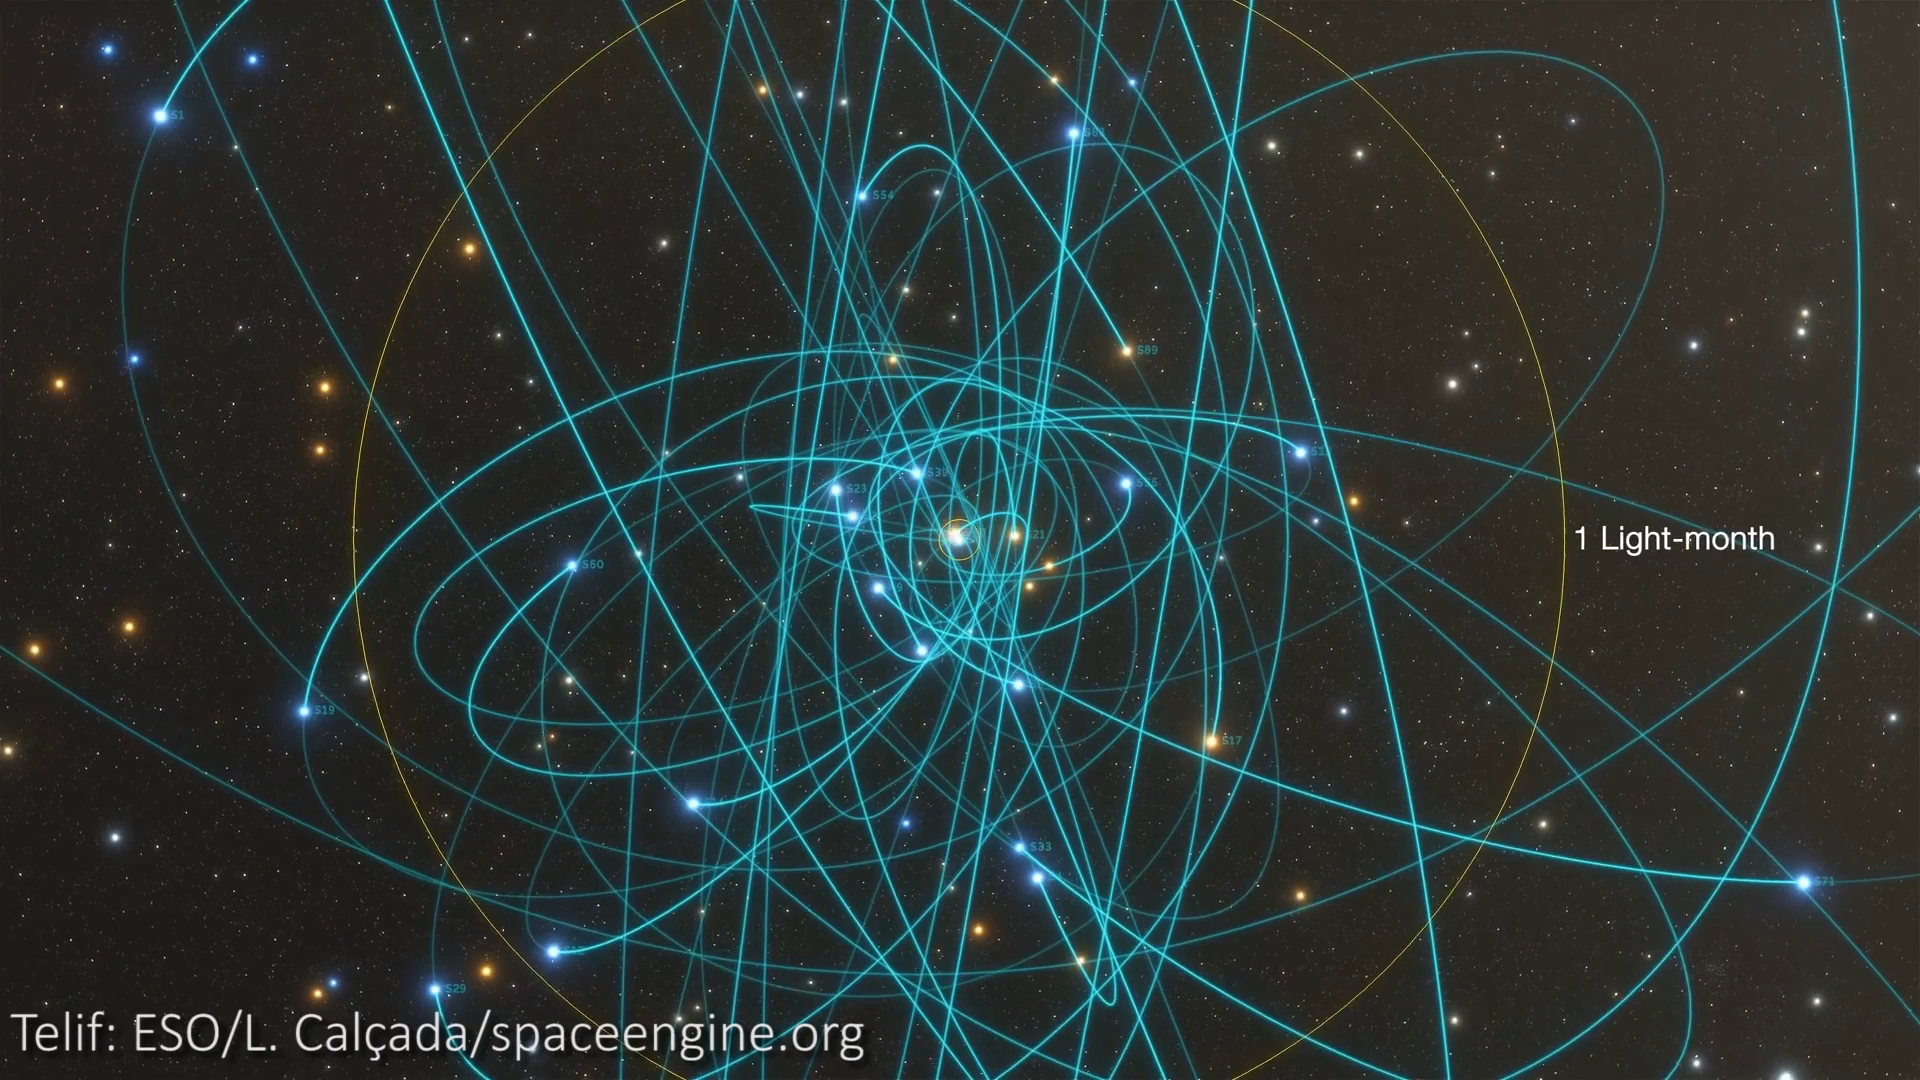 S1
S54
S89
S39
S23
1 Light-month
S60
S19
S17
S33
S71
S29
Telif: ESO/L. Calçada/spaceengine.org